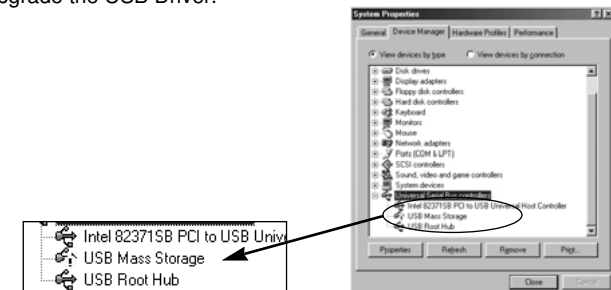 pgrade the USB Driver.
System Properties
General Device Manager Hardware Profiles Performance
View devices by type View devices by connection
Disk drives
Display adapters
Floppy disk controllers
Hard disk controllers
Keyboard
Monitors
Mouse
Network adapters
Ports (COM & LPT)
SCSI controllers
Sound, video and game controllers
System devices
Universal Serial Bus controllers
Intel 82371SB PCI to USB Universal Host Controller
USB Mass Storage
USB Root Hub
Properties Refresh Remove Print...
Close Cancel
Intel 82371SB PCI to USB Unive
USB Mass Storage
USB Root Hub